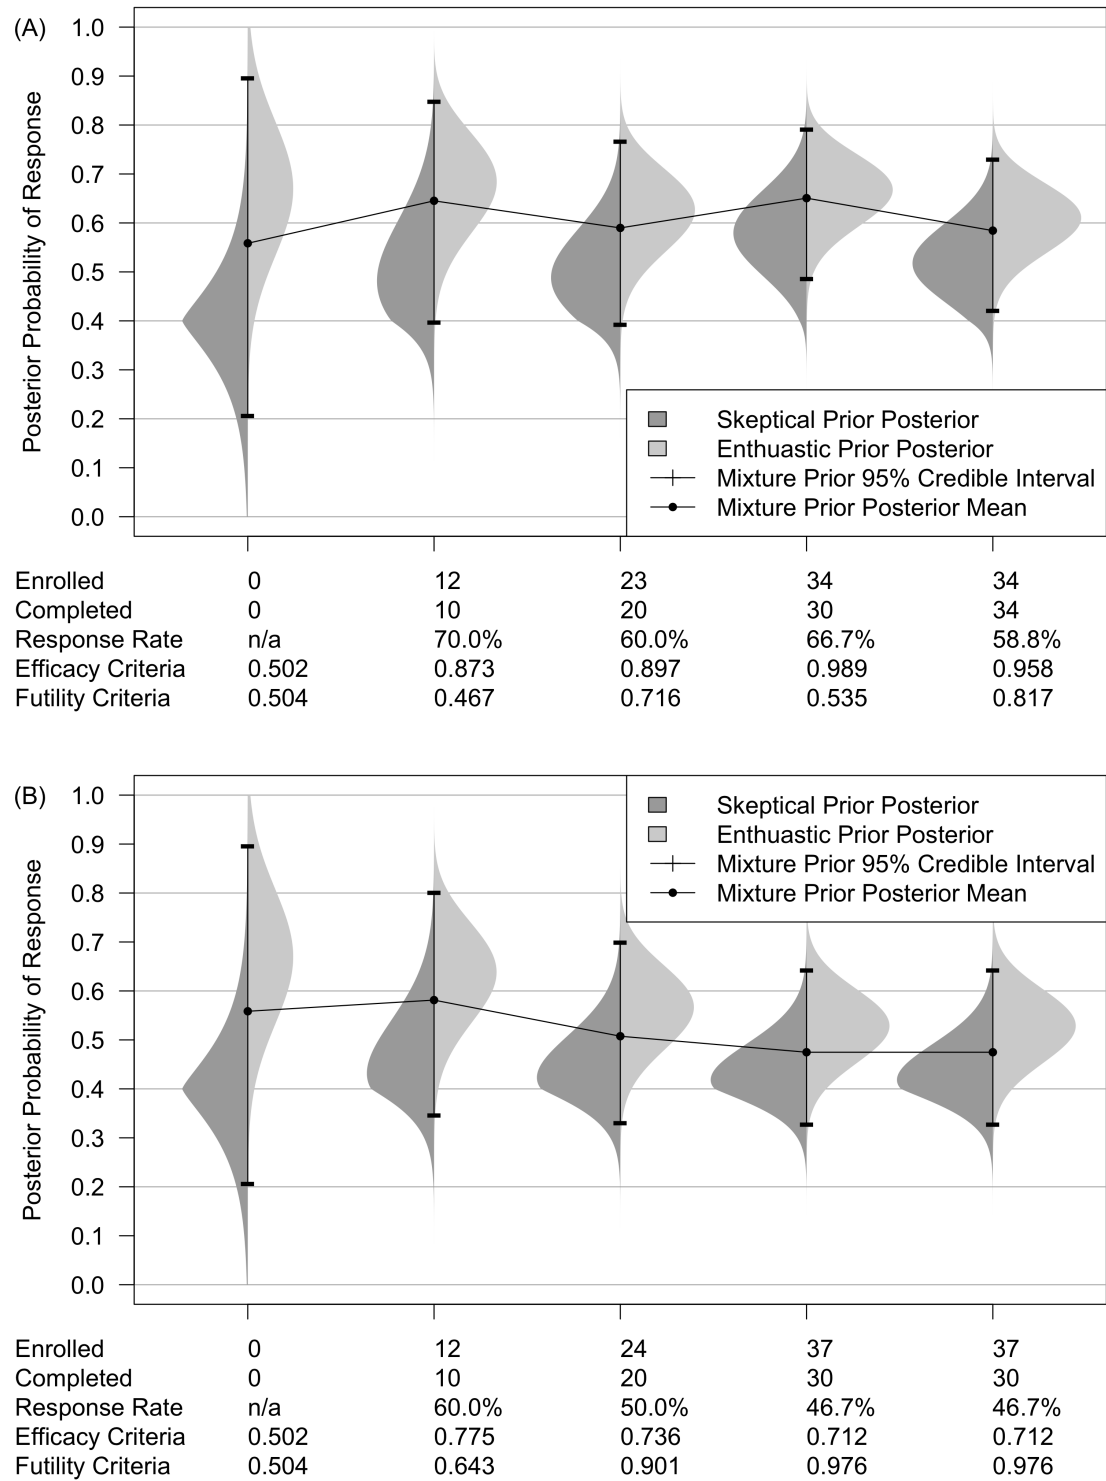 (A)
Posterior Probability of Response
1.0
0.9
0.8
0.7
0.6
0.5
0.4
0.3
0.2
0.1
0.0
Skeptical Prior Posterior
Enthuastic Prior Posterior
Mixture Prior 95% Credible Interval
Mixture Prior Posterior Mean
Enrolled 0 12 23 34 34
Completed 0 10 20 30 34
Response Rate n/a 70.0% 60.0% 66.7% 58.8%
Efficacy Criteria 0.502 0.873 0.897 0.989 0.958
Futility Criteria 0.504 0.467 0.716 0.535 0.817
(B)
Posterior Probability of Response
1.0
0.9
0.8
0.7
0.6
0.5
0.4
0.3
0.2
0.1
0.0
Skeptical Prior Posterior
Enthuastic Prior Posterior
Mixture Prior 95% Credible Interval
Mixture Prior Posterior Mean
Enrolled 0 12 24 37 37
Completed 0 10 20 30 30
Response Rate n/a 60.0% 50.0% 46.7% 46.7%
Efficacy Criteria 0.502 0.775 0.736 0.712 0.712
Futility Criteria 0.504 0.643 0.901 0.976 0.976